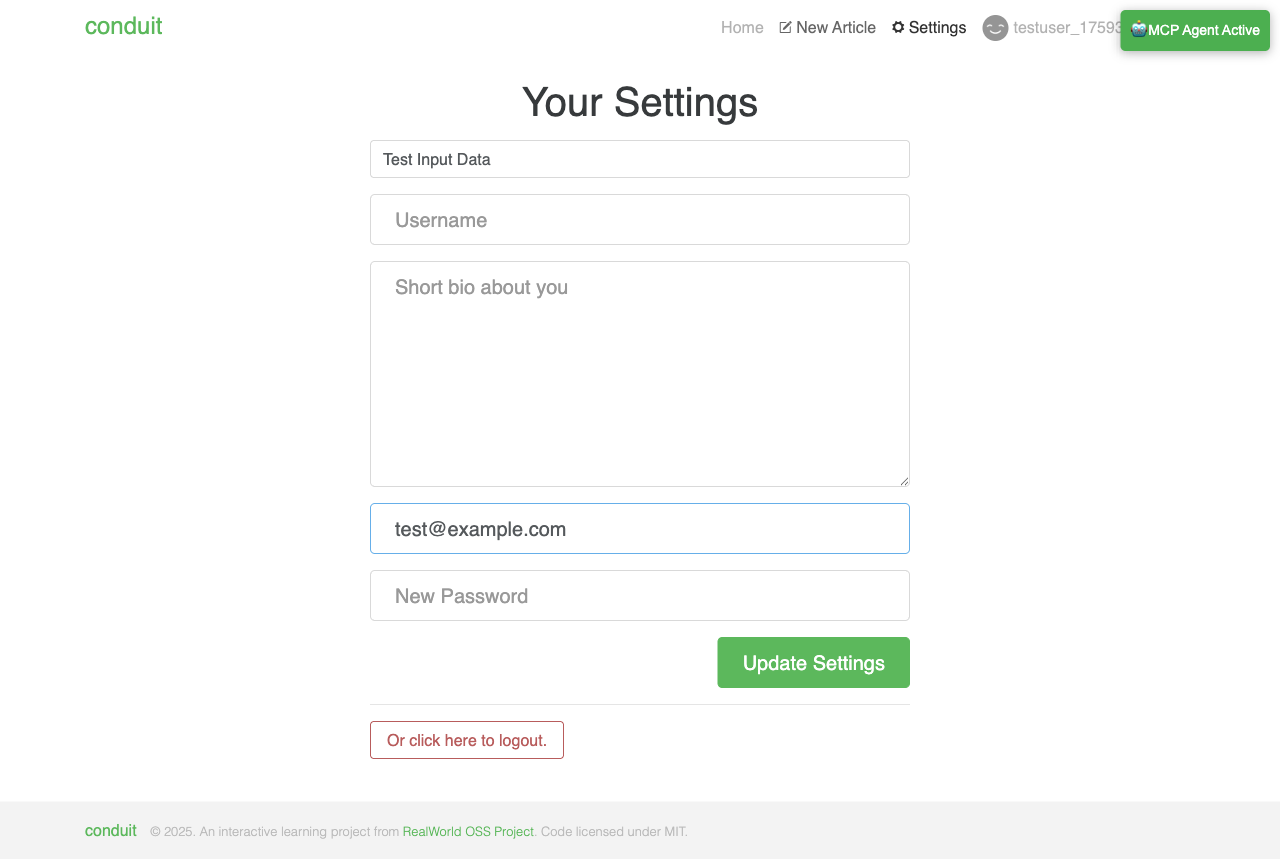 conduit
Home New Article Settings testuser_1759
MCP Agent Active
Your Settings
Test Input Data
Username
Short bio about you
test@example.com
New Password
Update Settings
Or click here to logout.
conduit © 2025. An interactive learning project from RealWorld OSS Project. Code licensed under MIT.